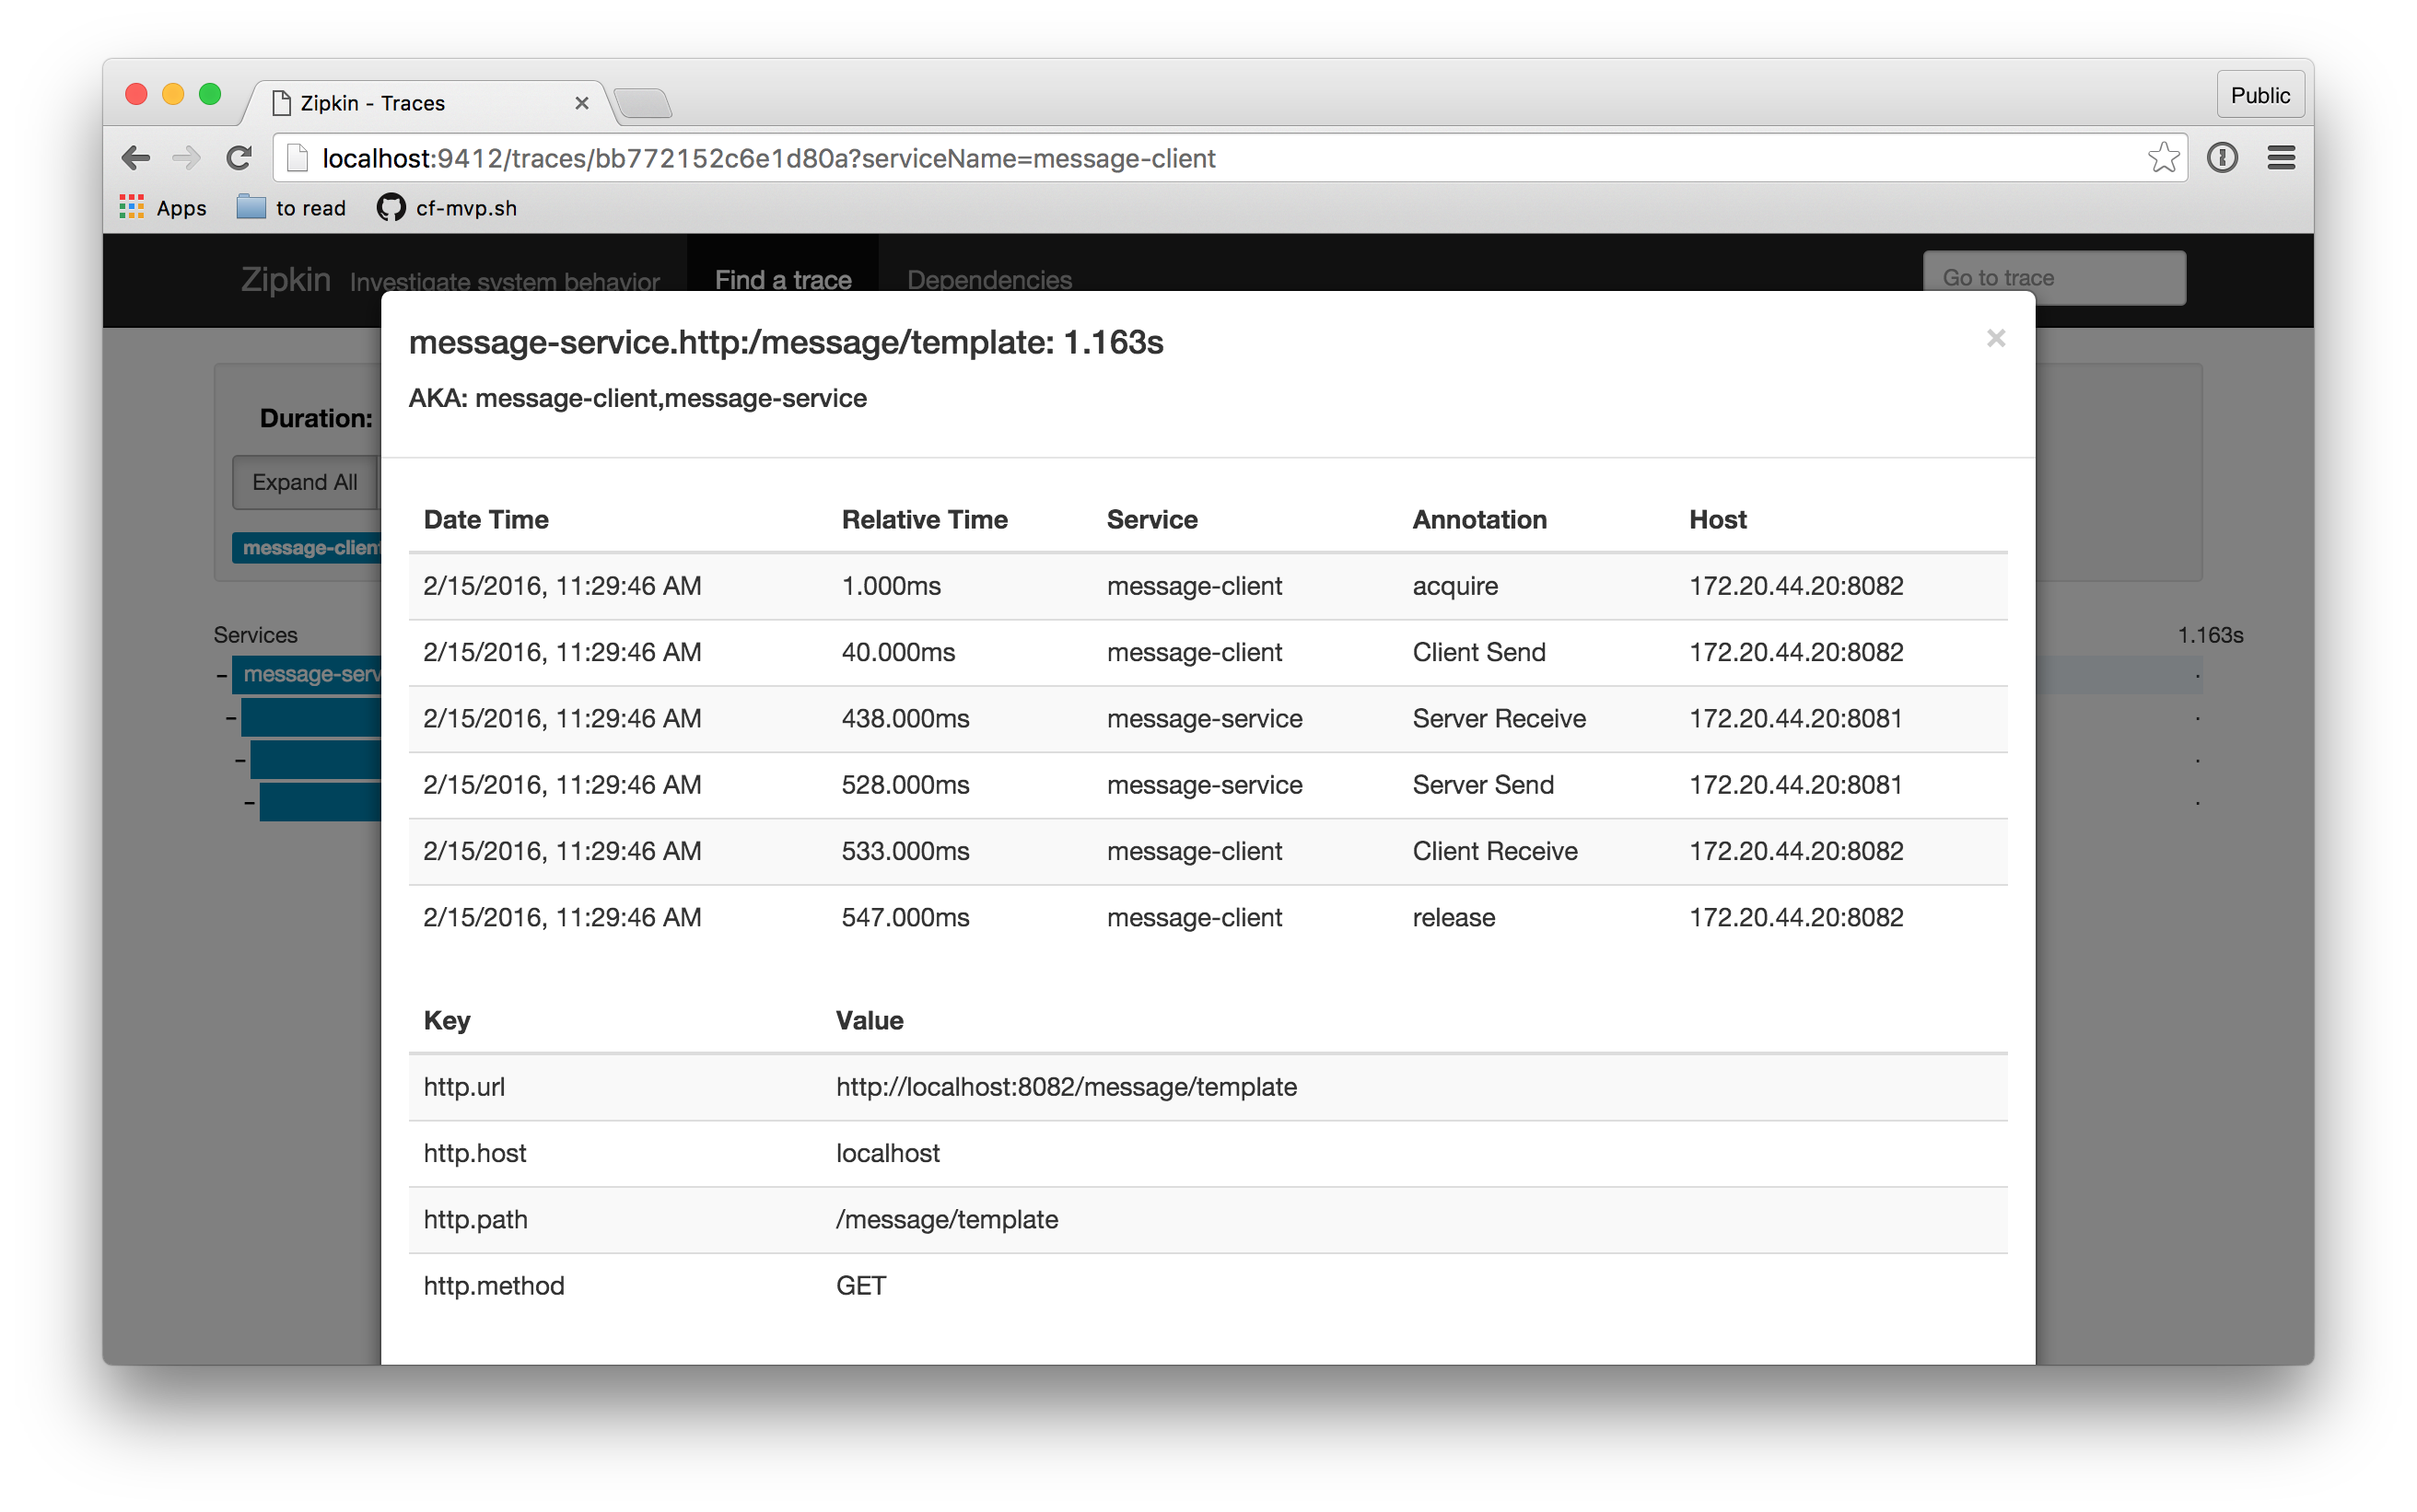 Zipkin - Traces
Public
localhost:9412/traces/bb772152c6e1d80a?serviceName=message-client
Apps to read cf-mvp.sh
Zipkin Investigate system behavior Find a trace Dependencies Go to trace
message-service.http:/message/template: 1.163s
AKA: message-client,message-service
Duration:
Expand All
message-client
Services 1.163s
message-serv
Date Time Relative Time Service Annotation Host
2/15/2016, 11:29:46 AM 1.000ms message-client acquire 172.20.44.20:8082
2/15/2016, 11:29:46 AM 40.000ms message-client Client Send 172.20.44.20:8082
2/15/2016, 11:29:46 AM 438.000ms message-service Server Receive 172.20.44.20:8081
2/15/2016, 11:29:46 AM 528.000ms message-service Server Send 172.20.44.20:8081
2/15/2016, 11:29:46 AM 533.000ms message-client Client Receive 172.20.44.20:8082
2/15/2016, 11:29:46 AM 547.000ms message-client release 172.20.44.20:8082
Key Value
http.url http://localhost:8082/message/template
http.host localhost
http.path /message/template
http.method GET